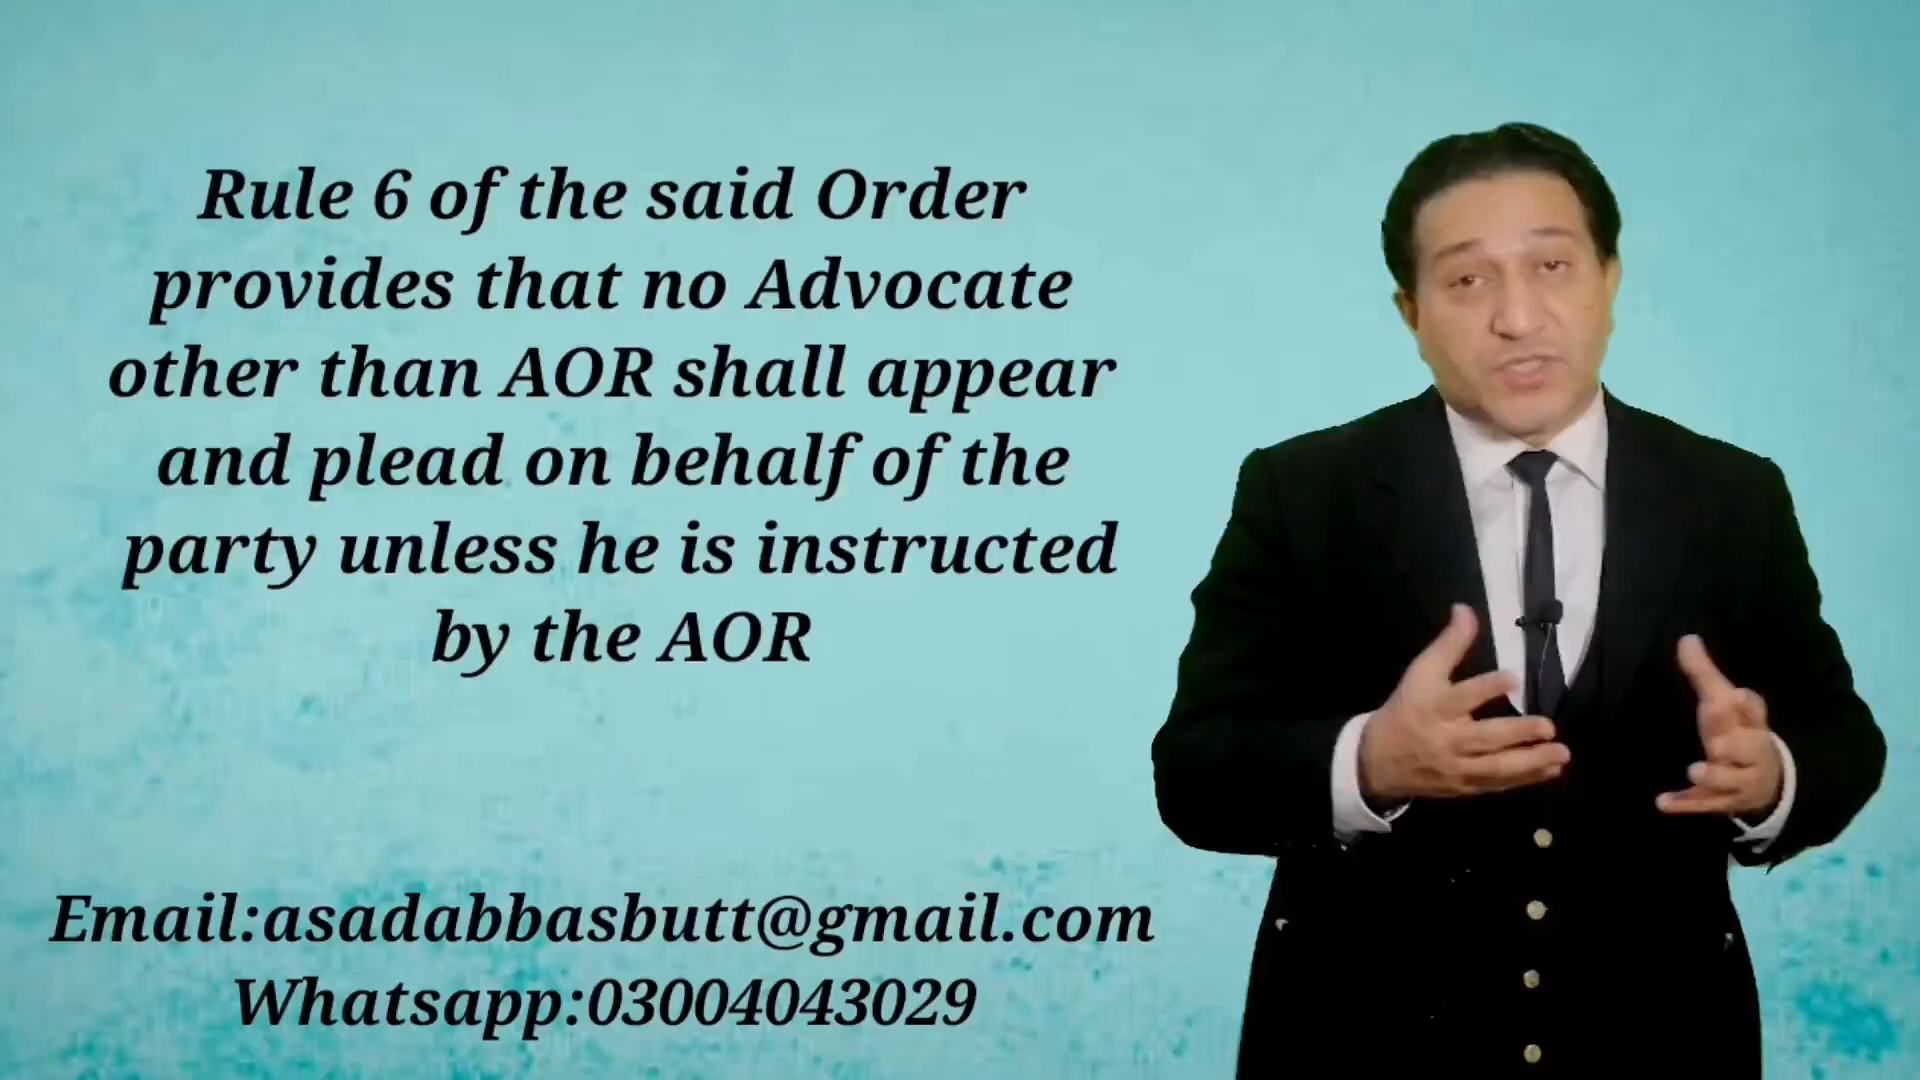 Rule 6 of the said Order
provides that no Advocate
other than AOR shall appear
and plead on behalf of the
party unless he is instructed
by the AOR
Email:asadabbasbutt@gmail.com
Whatsapp:03004043029